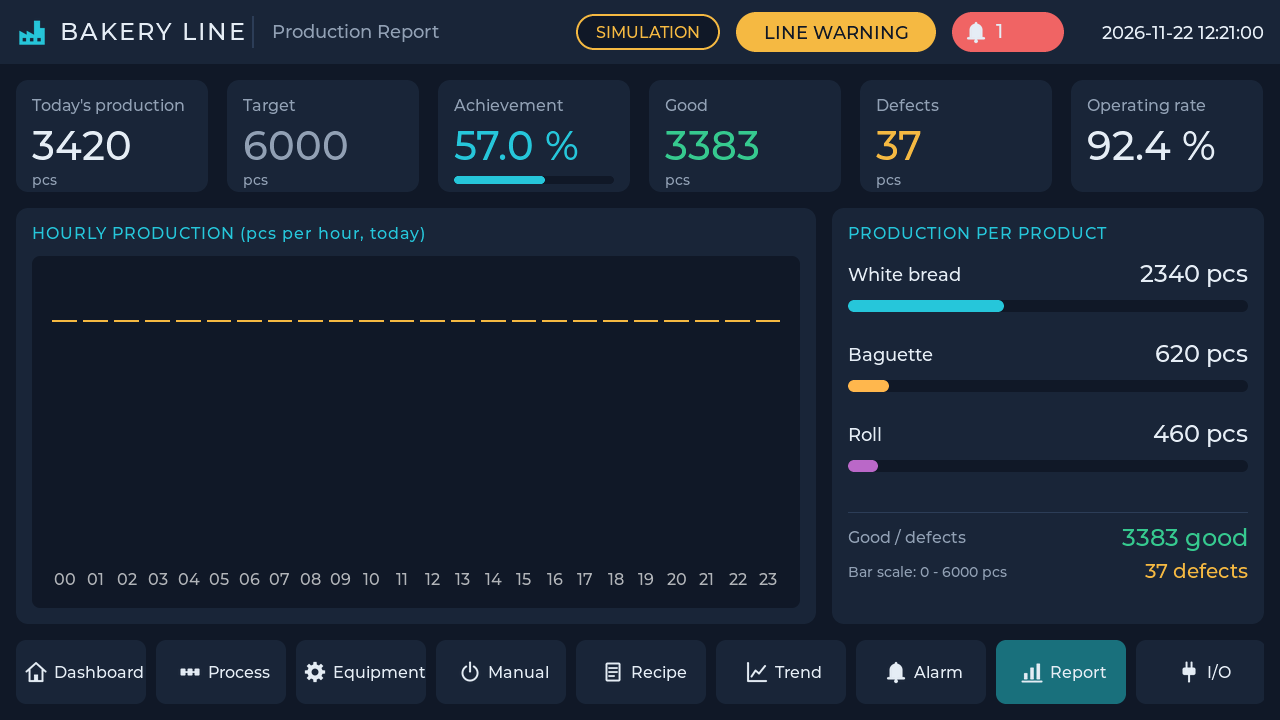 BAKERY LINE
Production Report
SIMULATION
LINE WARNING
1
2026-11-22 12:21:00
Today's production
3420
pcs
Target
6000
pcs
Achievement
57.0 %
Good
3383
pcs
Defects
37
pcs
Operating rate
92.4 %
HOURLY PRODUCTION (pcs per hour, today)
00 01 02 03 04 05 06 07 08 09 10 11 12 13 14 15 16 17 18 19 20 21 22 23
PRODUCTION PER PRODUCT
White bread 2340 pcs
Baguette 620 pcs
Roll 460 pcs
Good / defects 3383 good
Bar scale: 0 - 6000 pcs 37 defects
Dashboard
Process
Equipment
Manual
Recipe
Trend
Alarm
Report
I/O